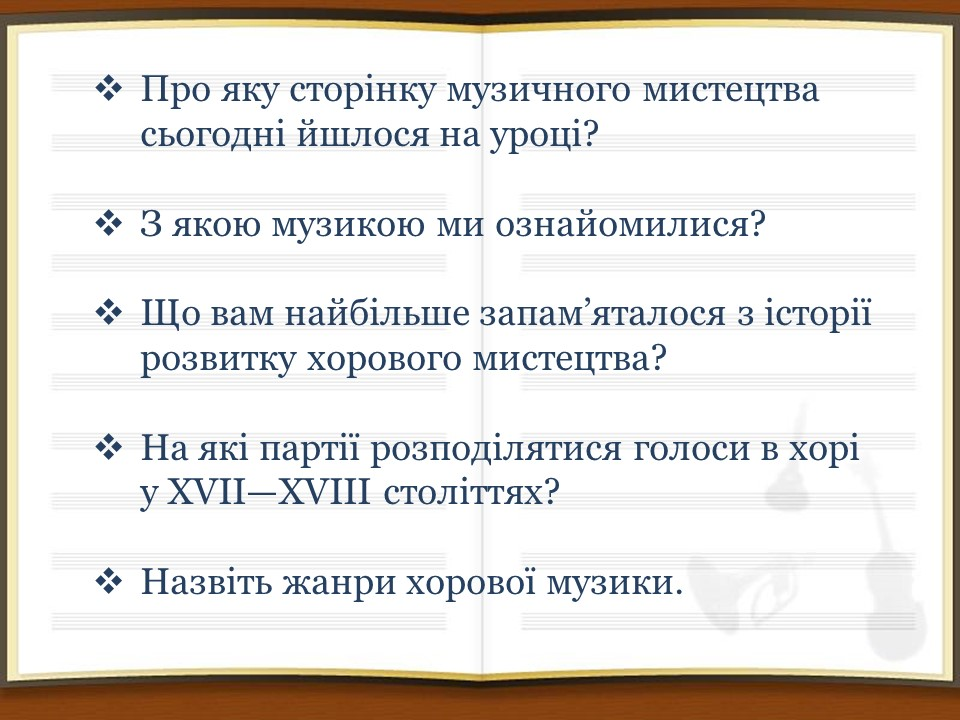 ❖ Про яку сторінку музичного мистецтва
сьогодні йшлося на уроці?
❖ З якою музикою ми ознайомилися?
❖ Що вам найбільше запам’яталося з історії
розвитку хорового мистецтва?
❖ На які партії розподілятися голоси в хорі
у XVII—XVIII століттях?
❖ Назвіть жанри хорової музики.